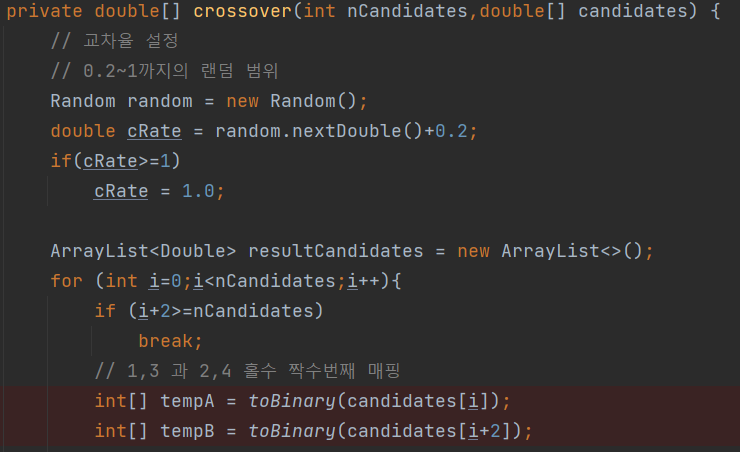 private double[] crossover(int nCandidates,double[] candidates) {
// 교차율 설정
// 0.2~1까지의 랜덤 범위
Random random = new Random();
double cRate = random.nextDouble()+0.2;
if(cRate>=1)
cRate = 1.0;
ArrayList<Double> resultCandidates = new ArrayList<>();
for (int i=0;i<nCandidates;i++){
if (i+2>=nCandidates)
break;
// 1,3 과 2,4 홀수 짝수번째 매핑
int[] tempA = toBinary(candidates[i]);
int[] tempB = toBinary(candidates[i+2]);